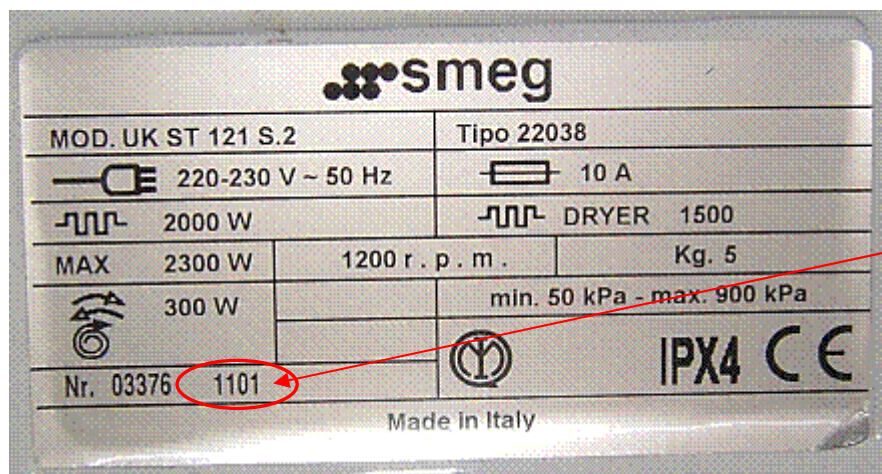 smeg
MOD. UK ST 121 S.2 Tipo 22038
220-230 V ~ 50 Hz 10 A
2000 W DRYER 1500
MAX 2300 W 1200 r . p . m . Kg. 5
300 W min. 50 kPa - max. 900 kPa
IPX4 CE
Nr. 03376 1101
Made in Italy